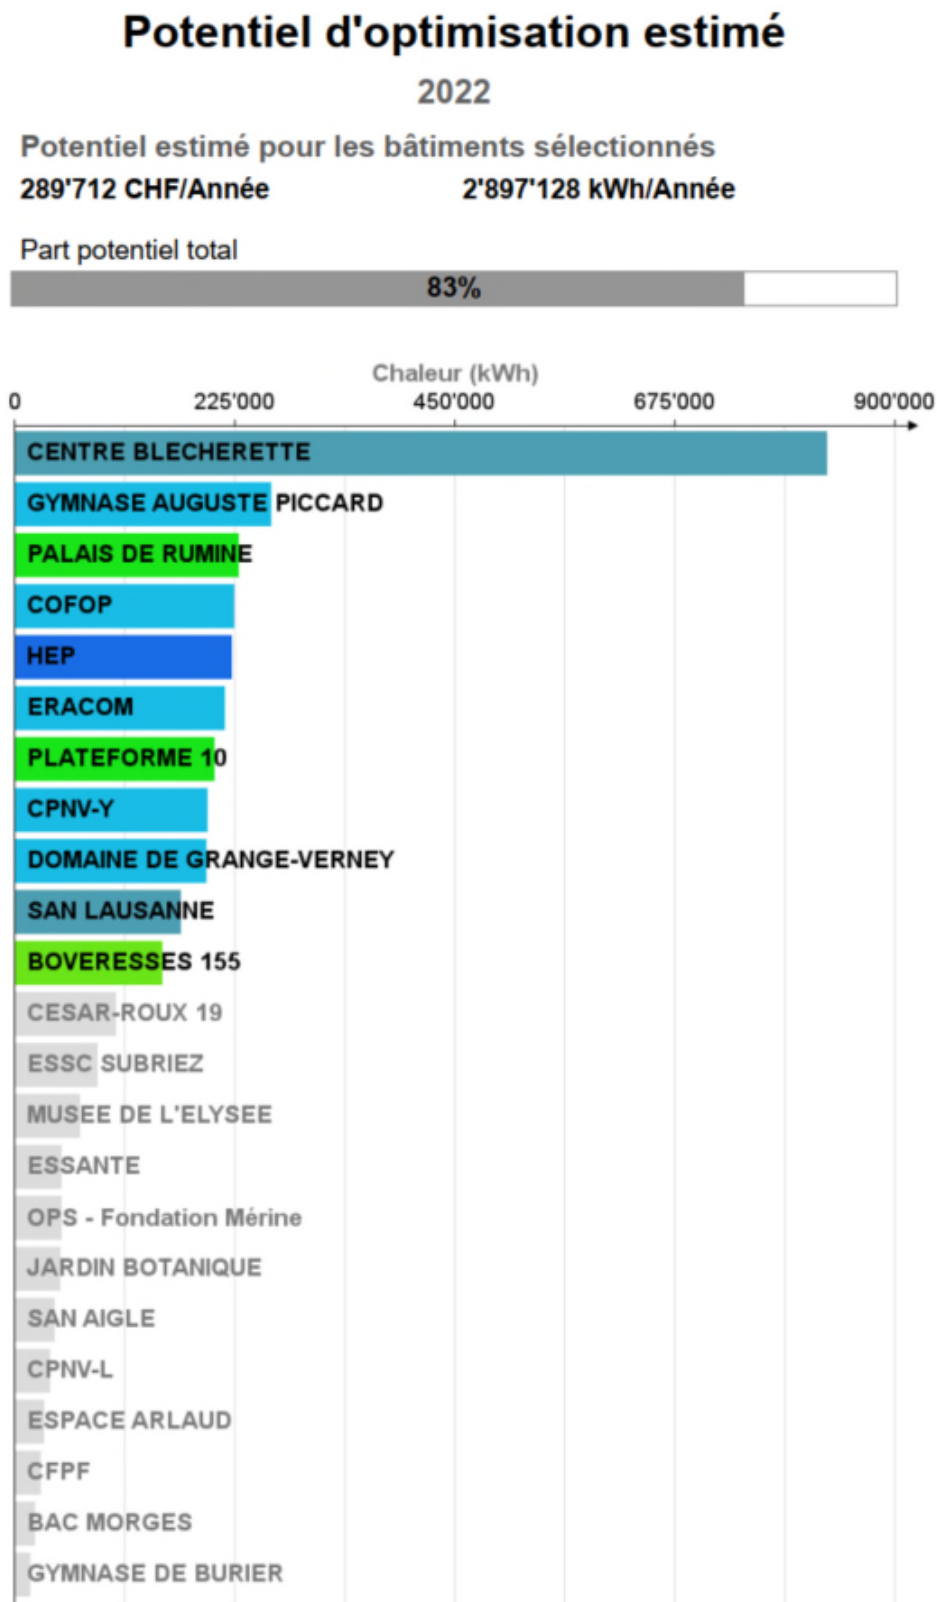 Potentiel d'optimisation estimé
2022
Potentiel estimé pour les bâtiments sélectionnés
289'712 CHF/Année 2'897'128 kWh/Année
Part potentiel total
83%
Chaleur (kWh)
0 225'000 450'000 675'000 900'000
CENTRE BLECHERETTE
GYMNASE AUGUSTE PICCARD
PALAIS DE RUMINE
COFOP
HEP
ERACOM
PLATEFORME 10
CPNV-Y
DOMAINE DE GRANGE-VERNEY
SAN LAUSANNE
BOVERESSES 155
CESAR-ROUX 19
ESSC SUBRIEZ
MUSEE DE L'ELYSEE
ESSANTE
OPS - Fondation Mérine
JARDIN BOTANIQUE
SAN AIGLE
CPNV-L
ESPACE ARLAUD
CFPF
BAC MORGES
GYMNASE DE BURIER